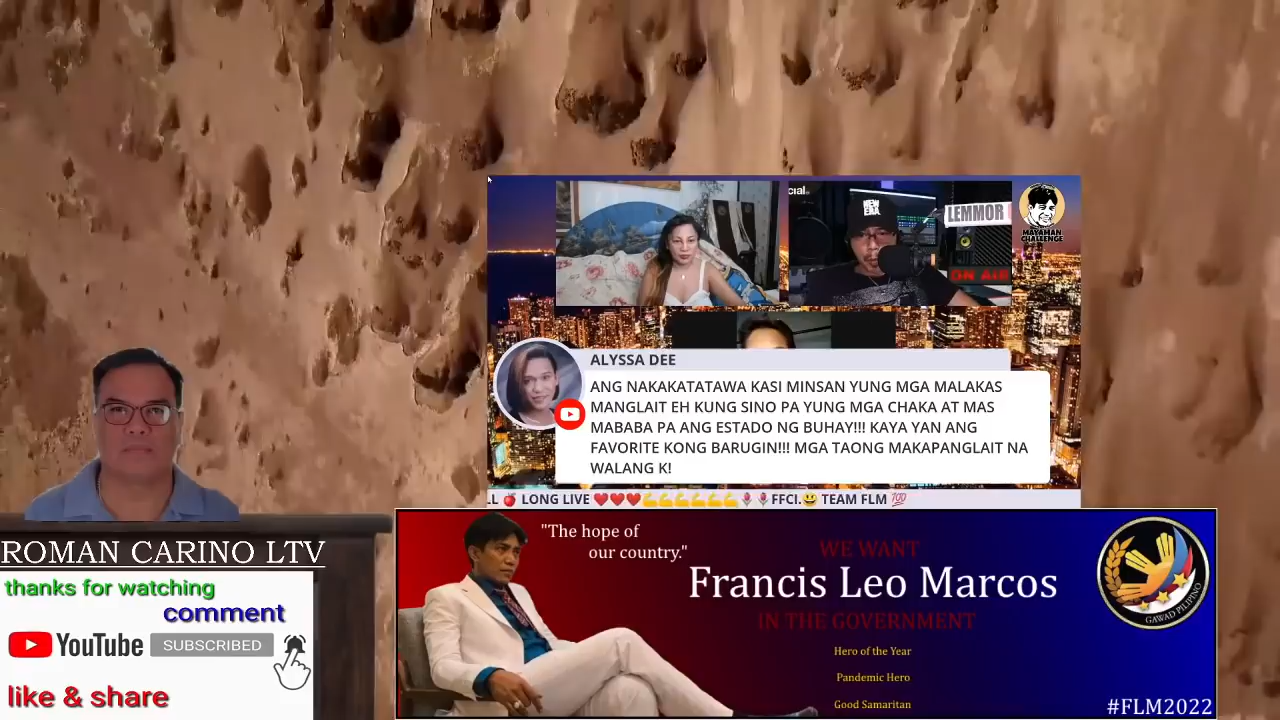 cial.
NEW
ERA
LEMMOR
MAYAMAN
CHALLENGE
ON AIR
ALYSSA DEE
ANG NAKAKATATAWA KASI MINSAN YUNG MGA MALAKAS
MANGLAIT EH KUNG SINO PA YUNG MGA CHAKA AT MAS
MABABA PA ANG ESTADO NG BUHAY!!! KAYA YAN ANG
FAVORITE KONG BARUGIN!!! MGA TAONG MAKAPANGLAIT NA
WALANG K!
LL 🍎 LONG LIVE ❤️❤️❤️💪💪💪💪💪💪🌷🌷FFCI.😃 TEAM FLM 💯
ROMAN CARINO LTV
thanks for watching
comment
YouTube SUBSCRIBED
like & share
"The hope of
our country."
WE WANT
Francis Leo Marcos
IN THE GOVERNMENT
Hero of the Year
Pandemic Hero
Good Samaritan
GAWAD PILIPINO
#FLM2022